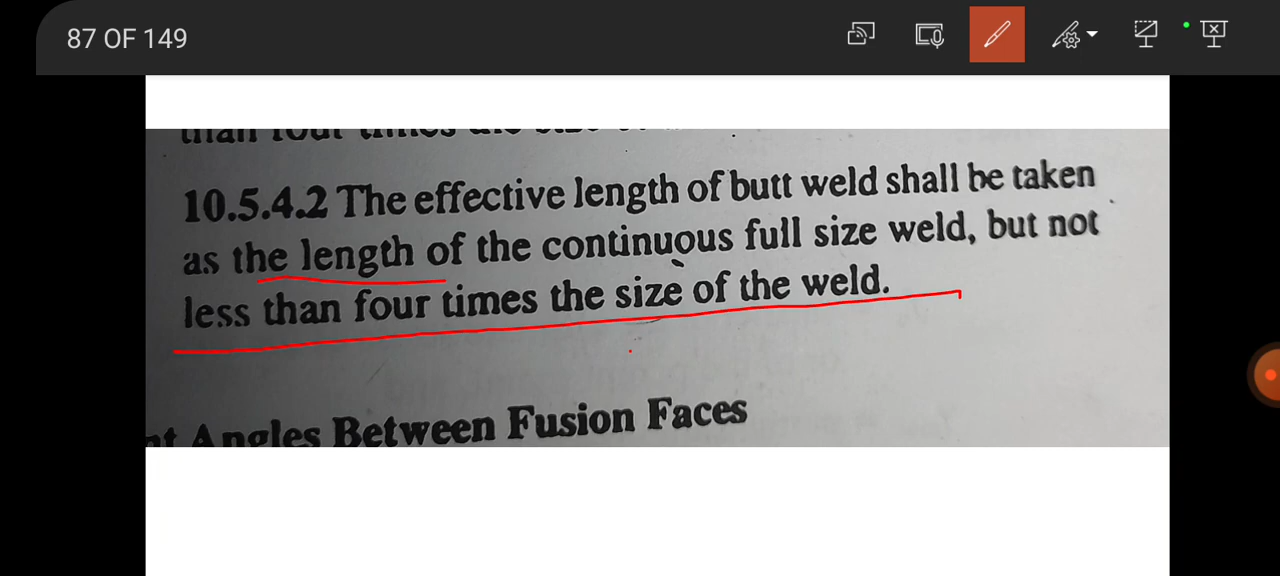 87 OF 149
10.5.4.2 The effective length of butt weld shall be taken
as the length of the continuous full size weld, but not
less than four times the size of the weld.
Angles Between Fusion Faces